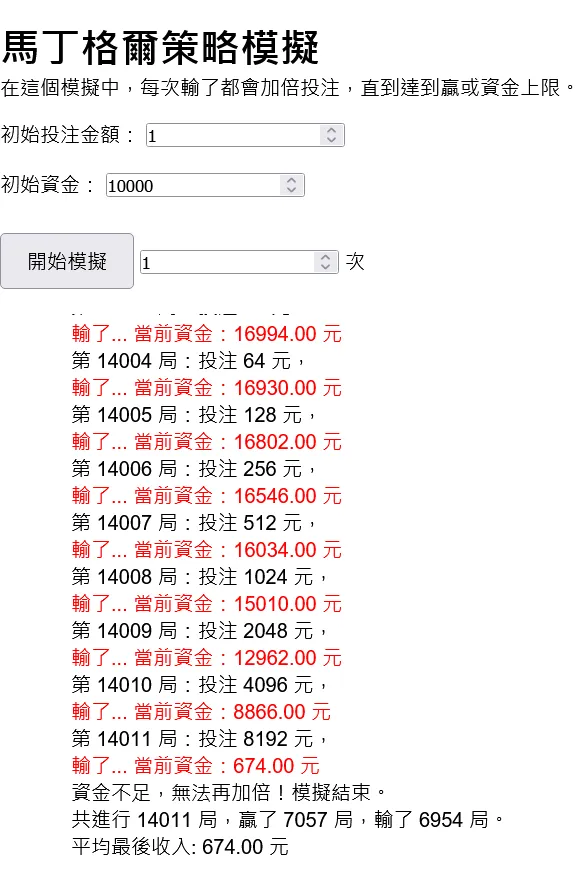 馬丁格爾策略模擬
在這個模擬中，每次輸了都會加倍投注，直到達到贏或資金上限。
初始投注金額： 1
初始資金： 10000
開始模擬 1 次
輸了... 當前資金：16994.00 元
第 14004 局：投注 64 元，
輸了... 當前資金：16930.00 元
第 14005 局：投注 128 元，
輸了... 當前資金：16802.00 元
第 14006 局：投注 256 元，
輸了... 當前資金：16546.00 元
第 14007 局：投注 512 元，
輸了... 當前資金：16034.00 元
第 14008 局：投注 1024 元，
輸了... 當前資金：15010.00 元
第 14009 局：投注 2048 元，
輸了... 當前資金：12962.00 元
第 14010 局：投注 4096 元，
輸了... 當前資金：8866.00 元
第 14011 局：投注 8192 元，
輸了... 當前資金：674.00 元
資金不足，無法再加倍！模擬結束。
共進行 14011 局，贏了 7057 局，輸了 6954 局。
平均最後收入: 674.00 元